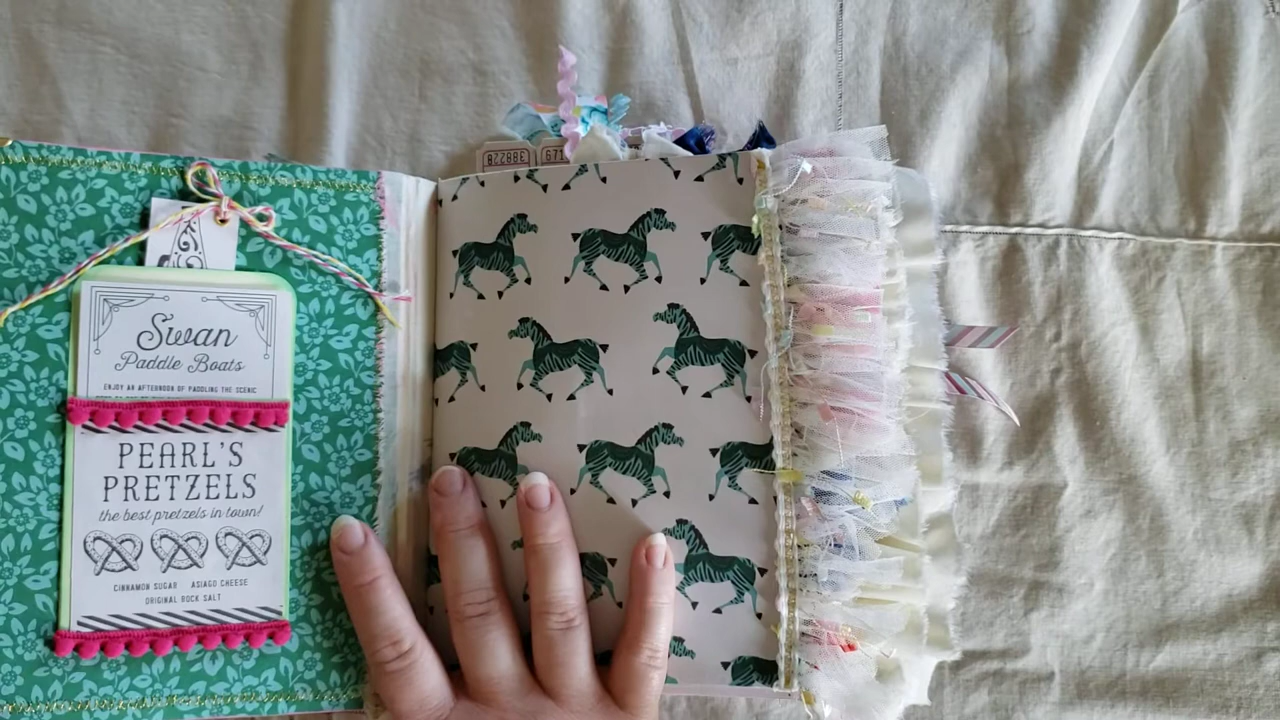 388228
671
Swan
Paddle Boats
ENJOY AN AFTERNOON OF PADDLING THE SCENIC
PEARL'S
PRETZELS
the best pretzels in town!
CINNAMON SUGAR ASIAGO CHEESE
ORIGINAL ROCK SALT